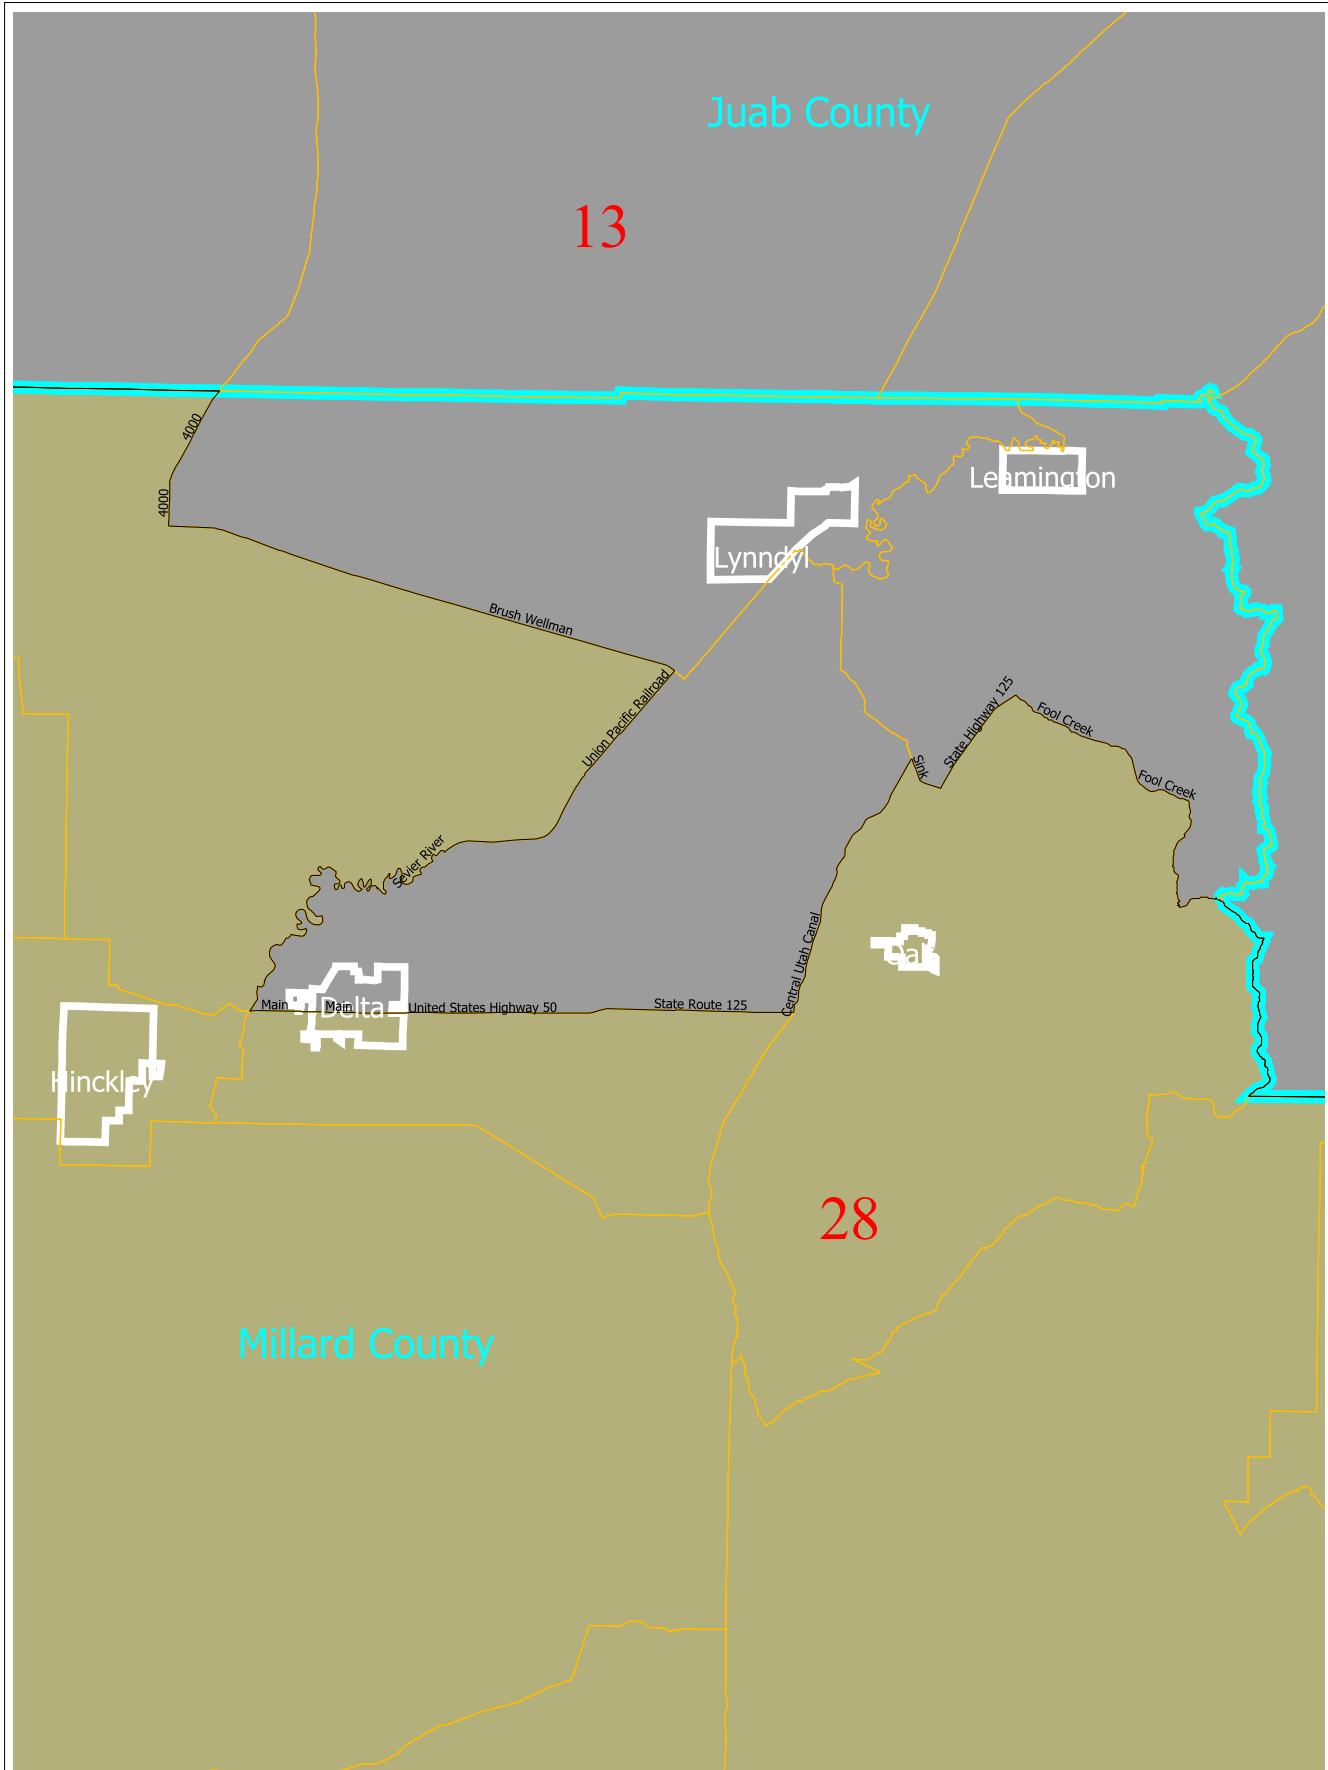 Juab County
13
4000
4000
Leamington
Lynndyl
Brush Wellman
Union Pacific Railroad
State Highway 125
Fool Creek
Sink
Fool Creek
Sevier River
Central Utah Canal
Oak
Main
Main
Delta
United States Highway 50
State Route 125
Hinckley
28
Millard County